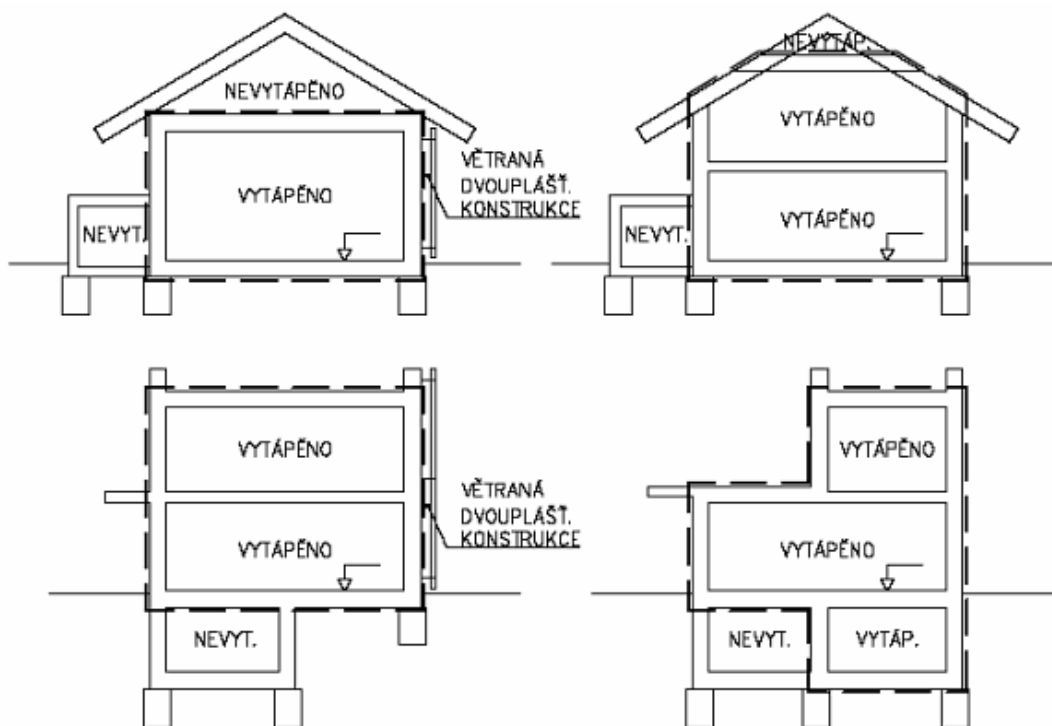 NEVYTÁPĚNO
VYTÁPĚNO
NEVYT.
VĚTRANÁ
DVOUPLÁŠŤ.
KONSTRUKCE
NEVYTÁP.
VYTÁPĚNO
VYTÁPĚNO
NEVYT.
VYTÁPĚNO
VYTÁPĚNO
NEVYT.
VĚTRANÁ
DVOUPLÁŠŤ.
KONSTRUKCE
VYTÁPĚNO
VYTÁPĚNO
NEVYT.
VYTÁP.